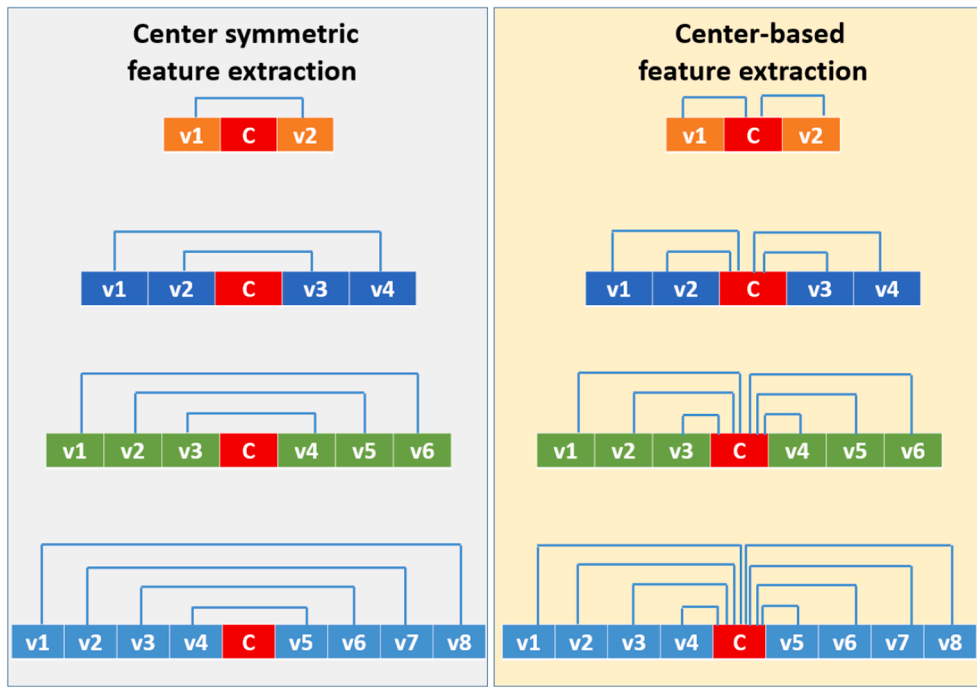 Center symmetric
feature extraction
v1 C v2
v1 v2 C v3 v4
v1 v2 v3 C v4 v5 v6
v1 v2 v3 v4 C v5 v6 v7 v8
Center-based
feature extraction
v1 C v2
v1 v2 C v3 v4
v1 v2 v3 C v4 v5 v6
v1 v2 v3 v4 C v5 v6 v7 v8